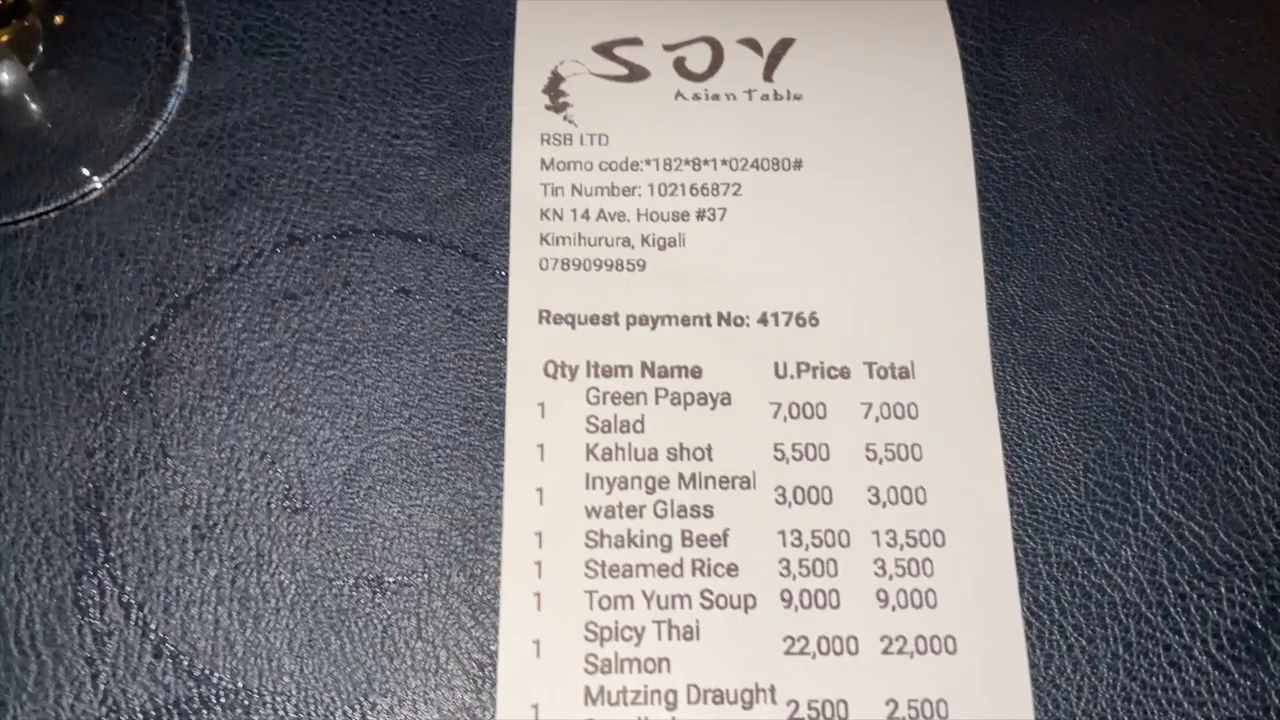 SOY
Asian Table
RSB LTD
Momo code:*182*8*1*024080#
Tin Number: 102166872
KN 14 Ave. House #37
Kimihurura, Kigali
0789099859
Request payment No: 41766
Qty Item Name U.Price Total
1 Green Papaya Salad 7,000 7,000
1 Kahlua shot 5,500 5,500
1 Inyange Mineral water Glass 3,000 3,000
1 Shaking Beef 13,500 13,500
1 Steamed Rice 3,500 3,500
1 Tom Yum Soup 9,000 9,000
1 Spicy Thai Salmon 22,000 22,000
1 Mutzing Draught 2,500 2,500